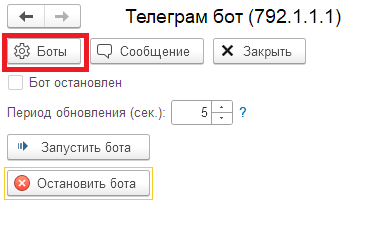 Телеграм бот (792.1.1.1)
Боты Сообщение Закрыть
Бот остановлен
Период обновления (сек.): 5 ?
Запустить бота
Остановить бота